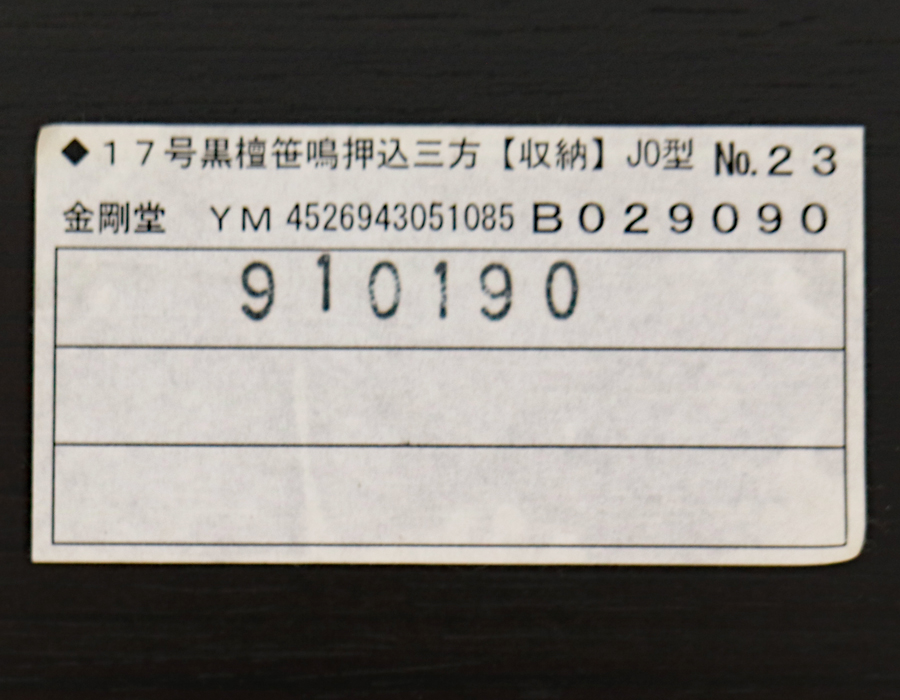 ◆１７号黒檀笹鳴押込三方【収納】 JO型 №.２３
金剛堂 ＹＭ 4526943051085 Ｂ０２９０９０
910190